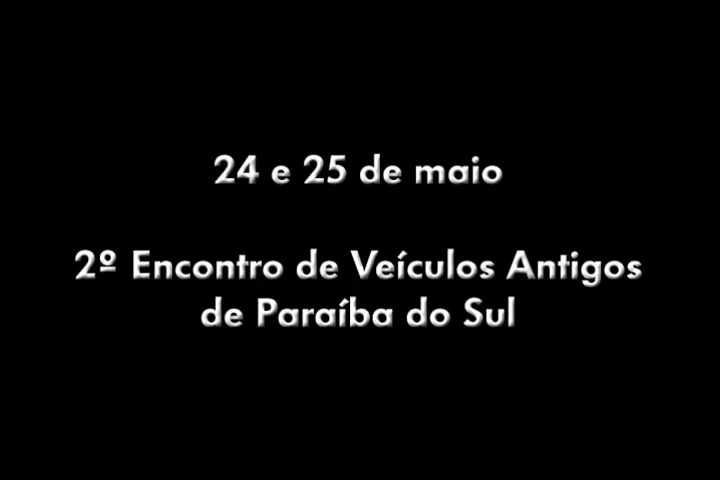 24 e 25 de maio
2º Encontro de Veículos Antigos
de Paraíba do Sul